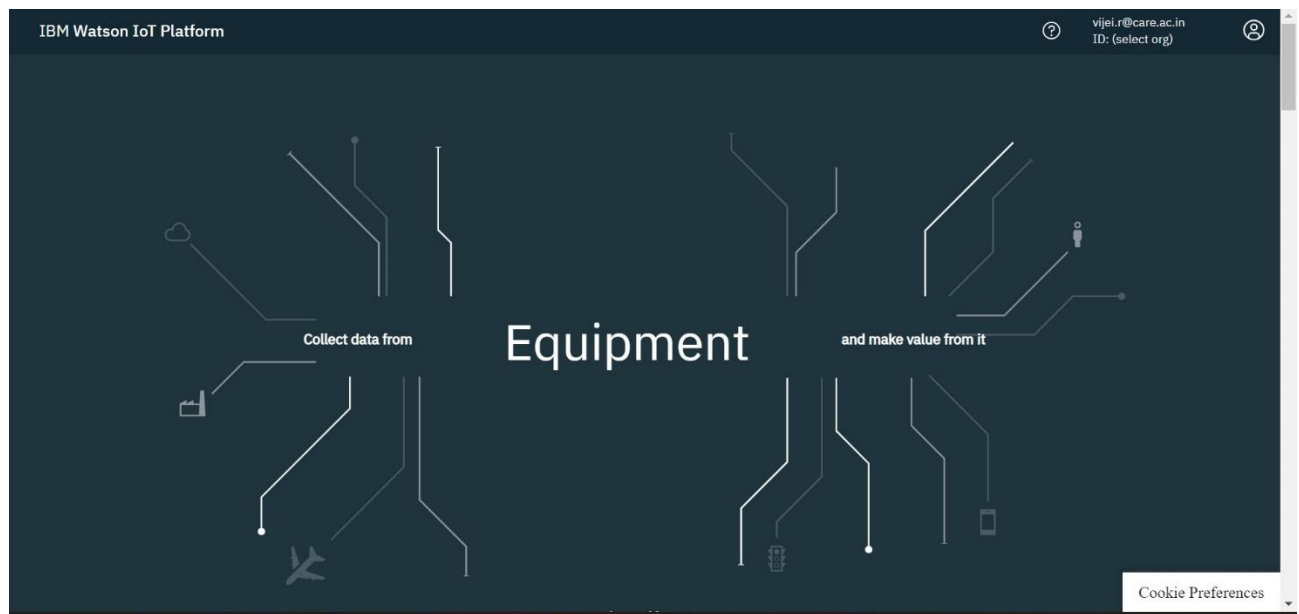 IBM Watson IoT Platform
vijei.r@care.ac.in
ID: (select org)
Collect data from
Equipment
and make value from it
Cookie Preferences